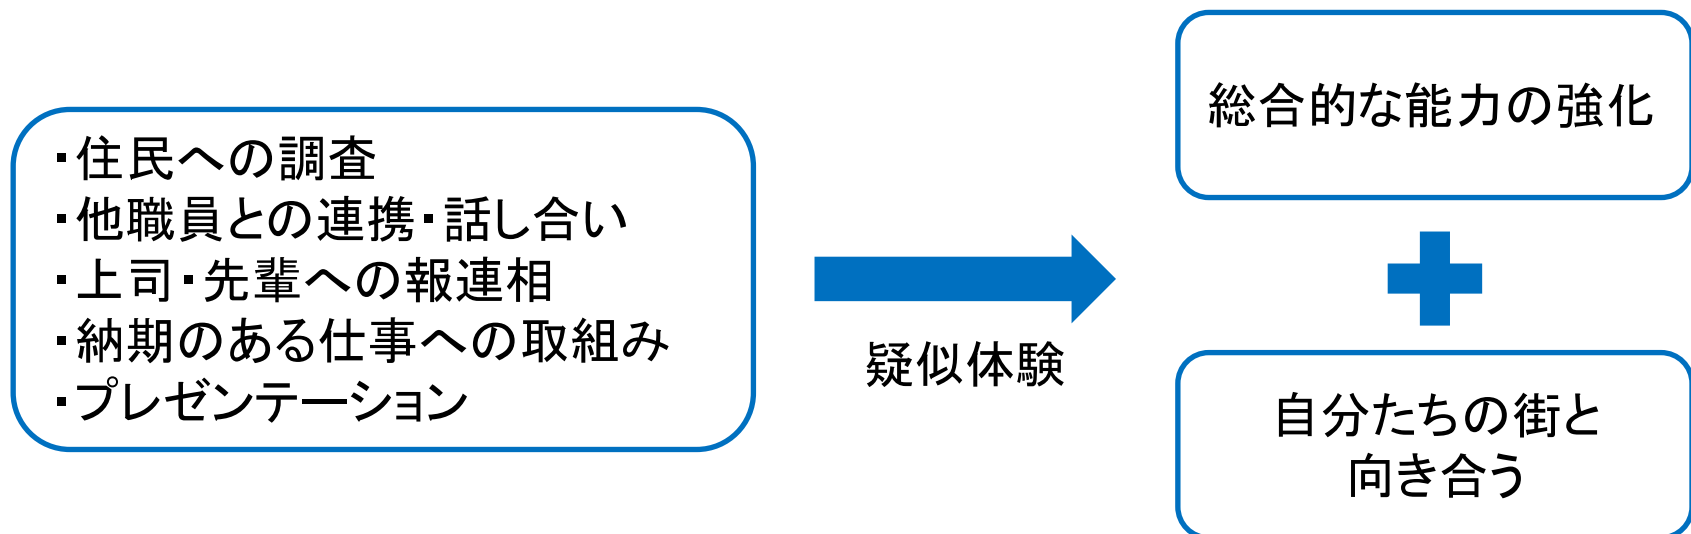 ・住民への調査
・他職員との連携・話し合い
・上司・先輩への報連相
・納期のある仕事への取組み
・プレゼンテーション
疑似体験
総合的な能力の強化
自分たちの街と
向き合う